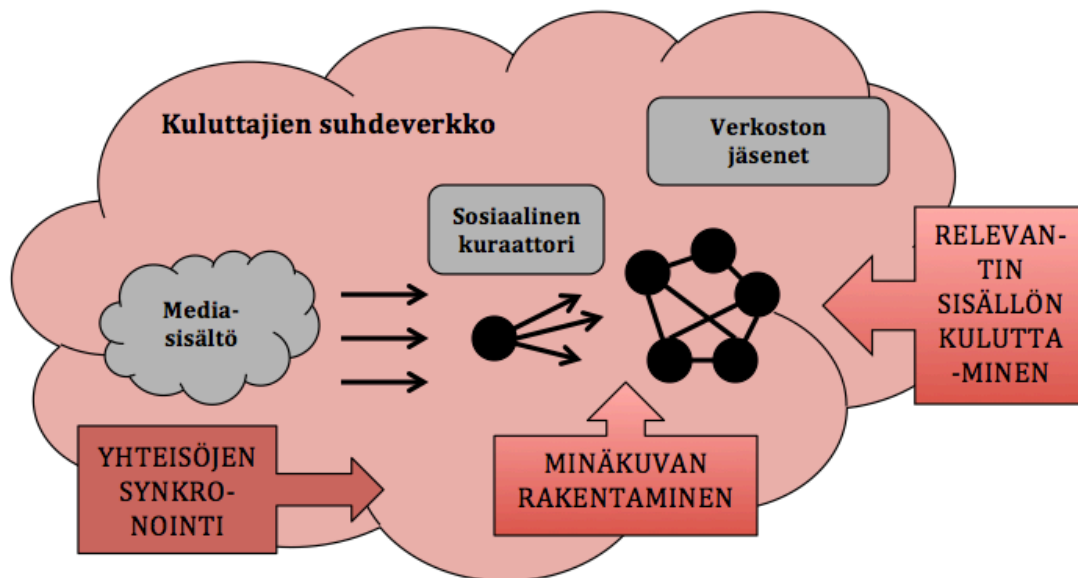 Kuluttajien suhdeverkko
Verkoston
jäsenet
Sosiaalinen
kuraattori
Media-
sisältö
RELEVAN-
TIN
SISÄLLÖN
KULUTTA
-MINEN
YHTEISÖJEN
SYNKRO-
NOINTI
MINÄKUVAN
RAKENTAMINEN